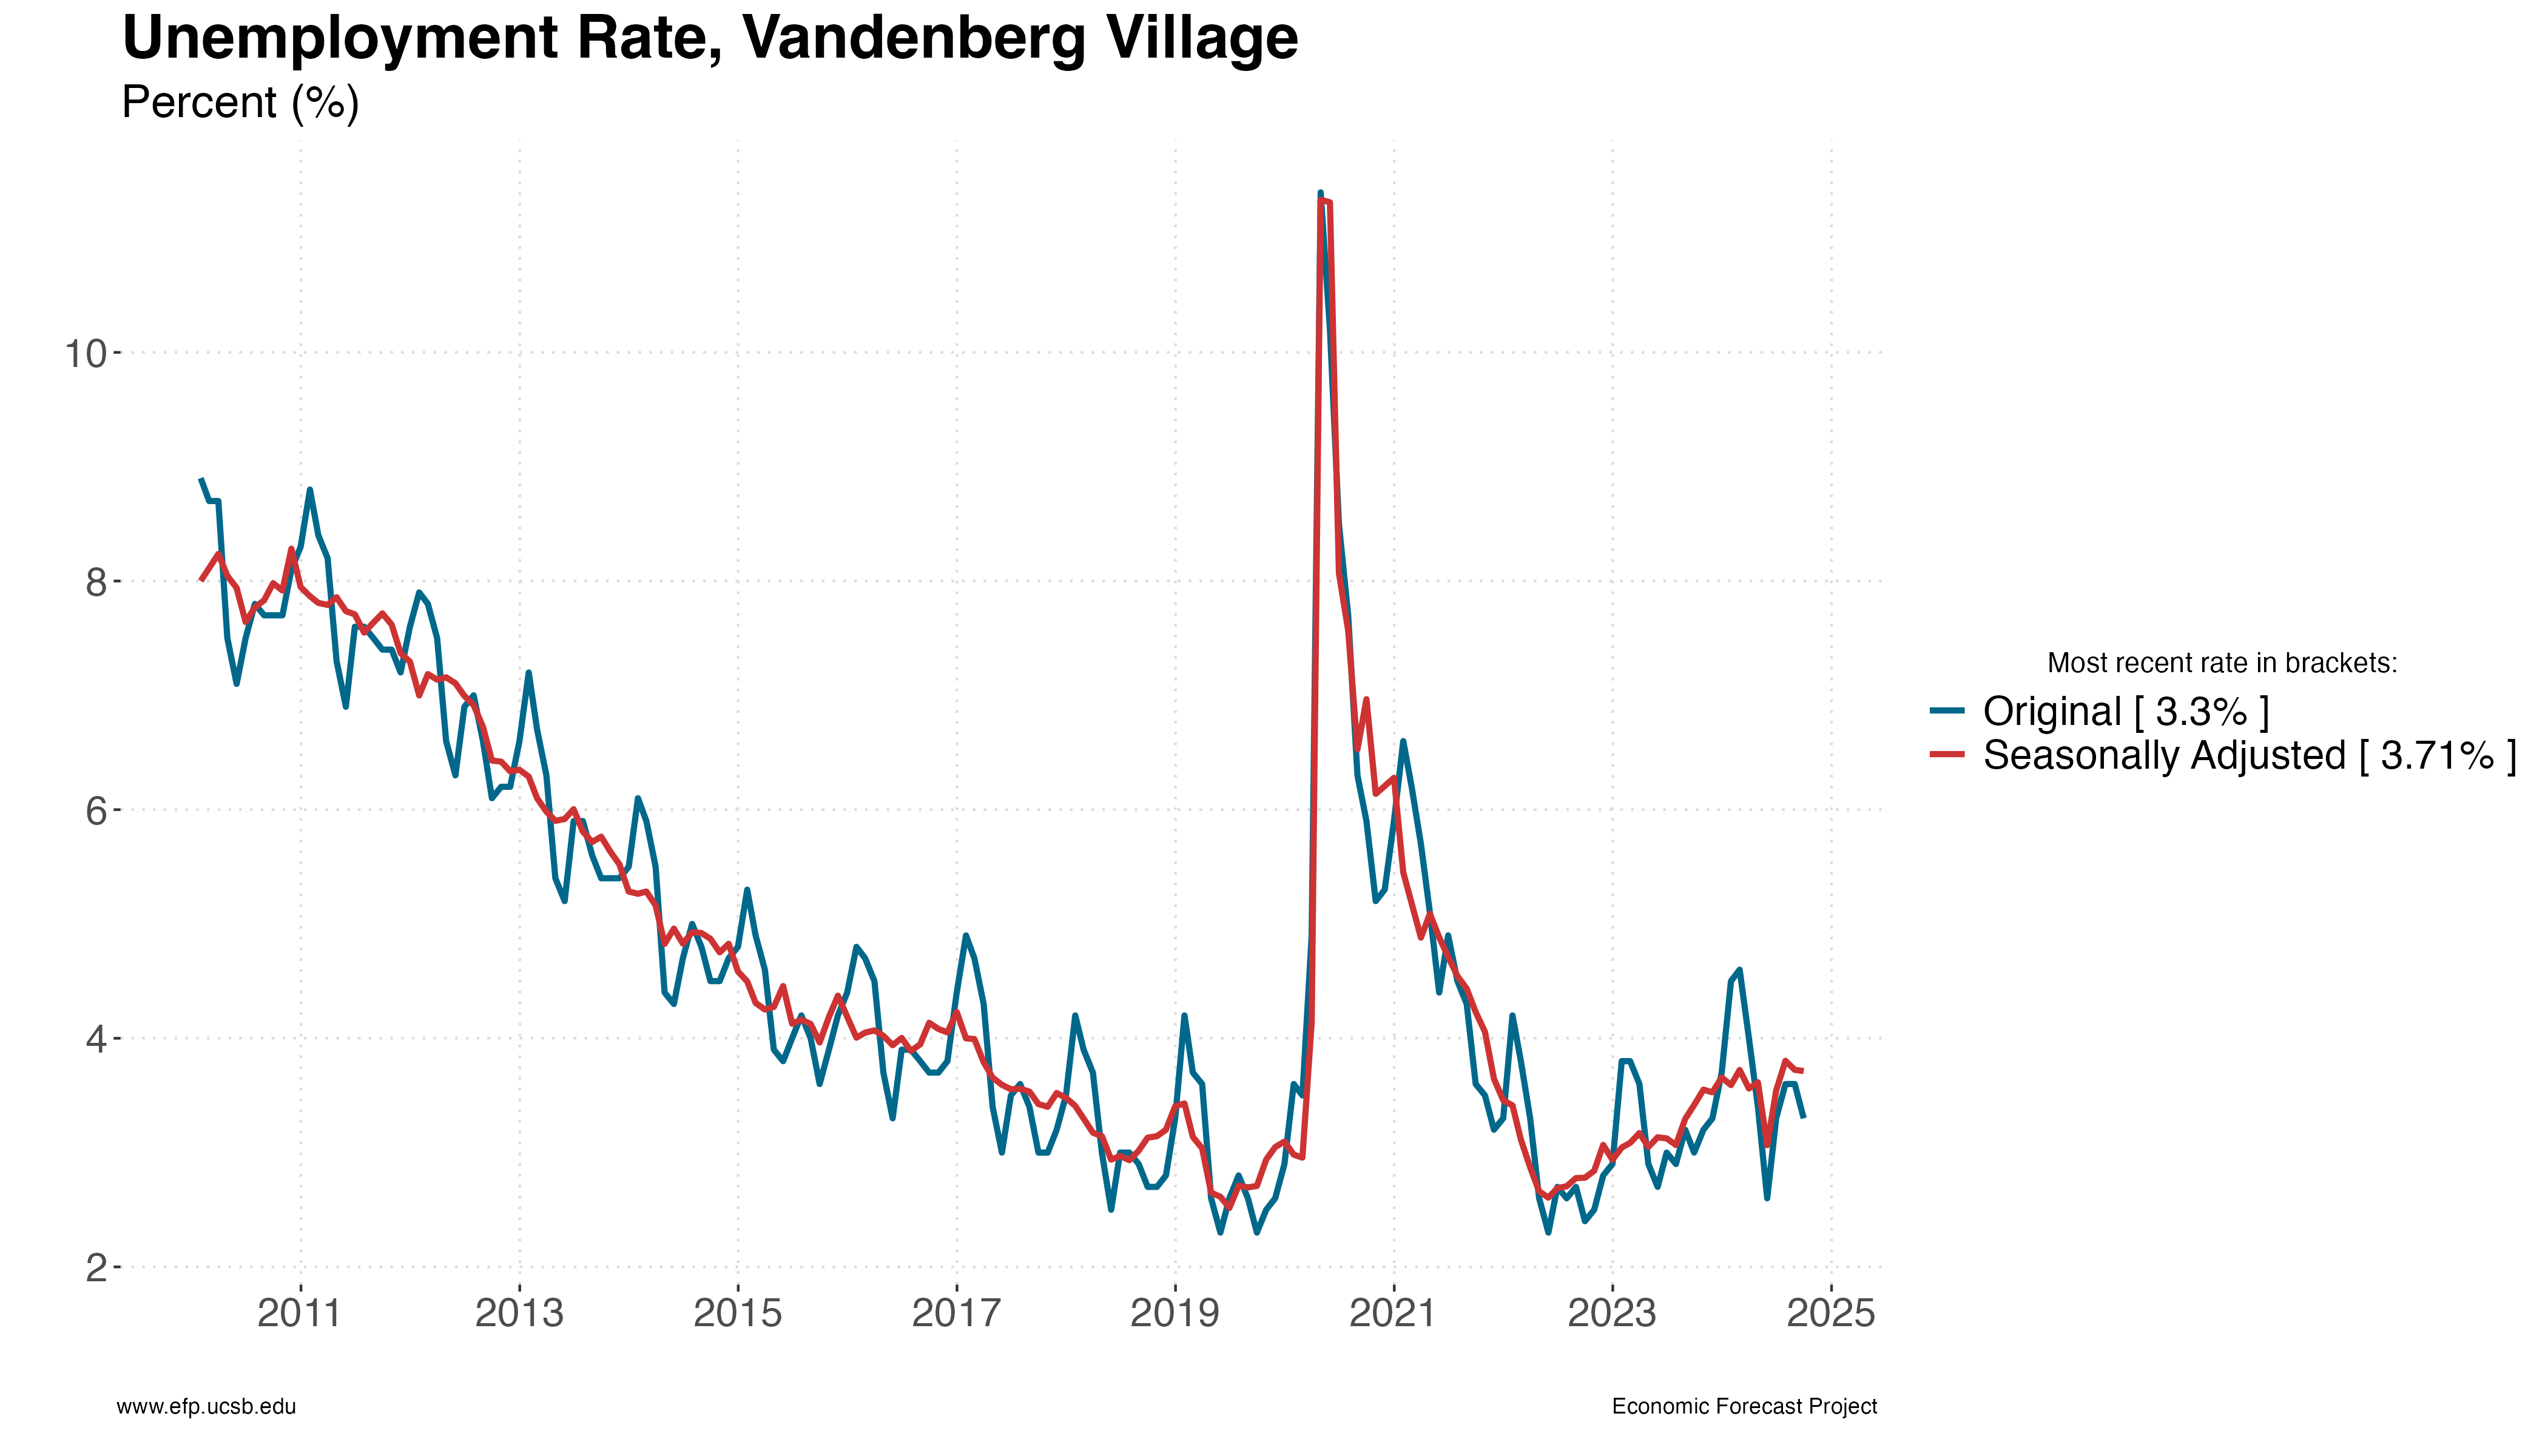 Unemployment Rate, Vandenberg Village
Percent (%)
10
8
6
4
2
2011 2013 2015 2017 2019 2021 2023 2025
Most recent rate in brackets:
Original [ 3.3% ]
Seasonally Adjusted [ 3.71% ]
www.efp.ucsb.edu
Economic Forecast Project